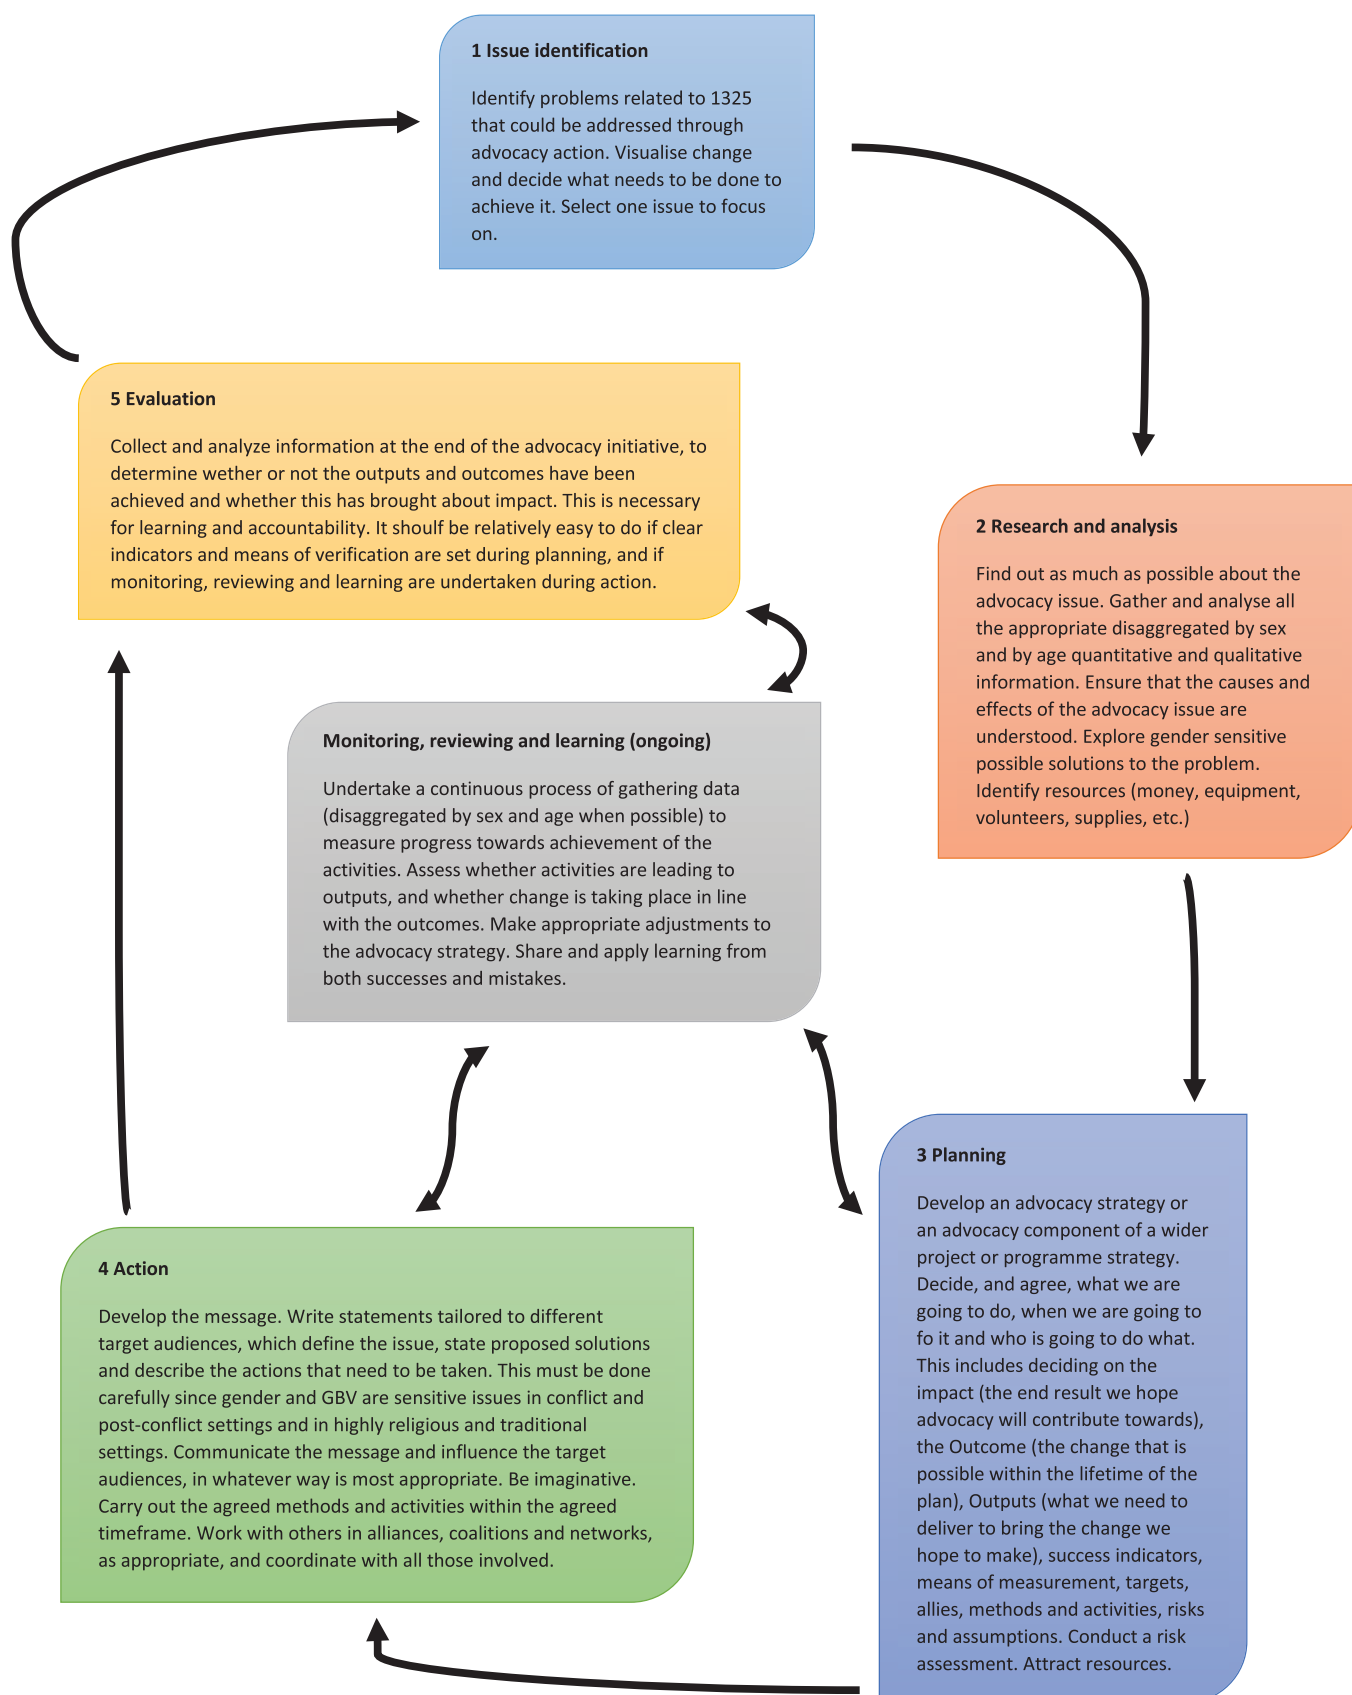 1 Issue identification
Identify problems related to 1325
that could be addressed through
advocacy action. Visualise change
and decide what needs to be done to
achieve it. Select one issue to focus
on.
2 Research and analysis
Find out as much as possible about the
advocacy issue. Gather and analyse all
the appropriate disaggregated by sex
and by age quantitative and qualitative
information. Ensure that the causes and
effects of the advocacy issue are
understood. Explore gender sensitive
possible solutions to the problem.
Identify resources (money, equipment,
volunteers, supplies, etc.)
3 Planning
Develop an advocacy strategy or
an advocacy component of a wider
project or programme strategy.
Decide, and agree, what we are
going to do, when we are going to
fo it and who is going to do what.
This includes deciding on the
impact (the end result we hope
advocacy will contribute towards),
the Outcome (the change that is
possible within the lifetime of the
plan), Outputs (what we need to
deliver to bring the change we
hope to make), success indicators,
means of measurement, targets,
allies, methods and activities, risks
and assumptions. Conduct a risk
assessment. Attract resources.
4 Action
Develop the message. Write statements tailored to different
target audiences, which define the issue, state proposed solutions
and describe the actions that need to be taken. This must be done
carefully since gender and GBV are sensitive issues in conflict and
post-conflict settings and in highly religious and traditional
settings. Communicate the message and influence the target
audiences, in whatever way is most appropriate. Be imaginative.
Carry out the agreed methods and activities within the agreed
timeframe. Work with others in alliances, coalitions and networks,
as appropriate, and coordinate with all those involved.
5 Evaluation
Collect and analyze information at the end of the advocacy initiative, to
determine wether or not the outputs and outcomes have been
achieved and whether this has brought about impact. This is necessary
for learning and accountability. It shoulf be relatively easy to do if clear
indicators and means of verification are set during planning, and if
monitoring, reviewing and learning are undertaken during action.
Monitoring, reviewing and learning (ongoing)
Undertake a continuous process of gathering data
(disaggregated by sex and age when possible) to
measure progress towards achievement of the
activities. Assess whether activities are leading to
outputs, and whether change is taking place in line
with the outcomes. Make appropriate adjustments to
the advocacy strategy. Share and apply learning from
both successes and mistakes.